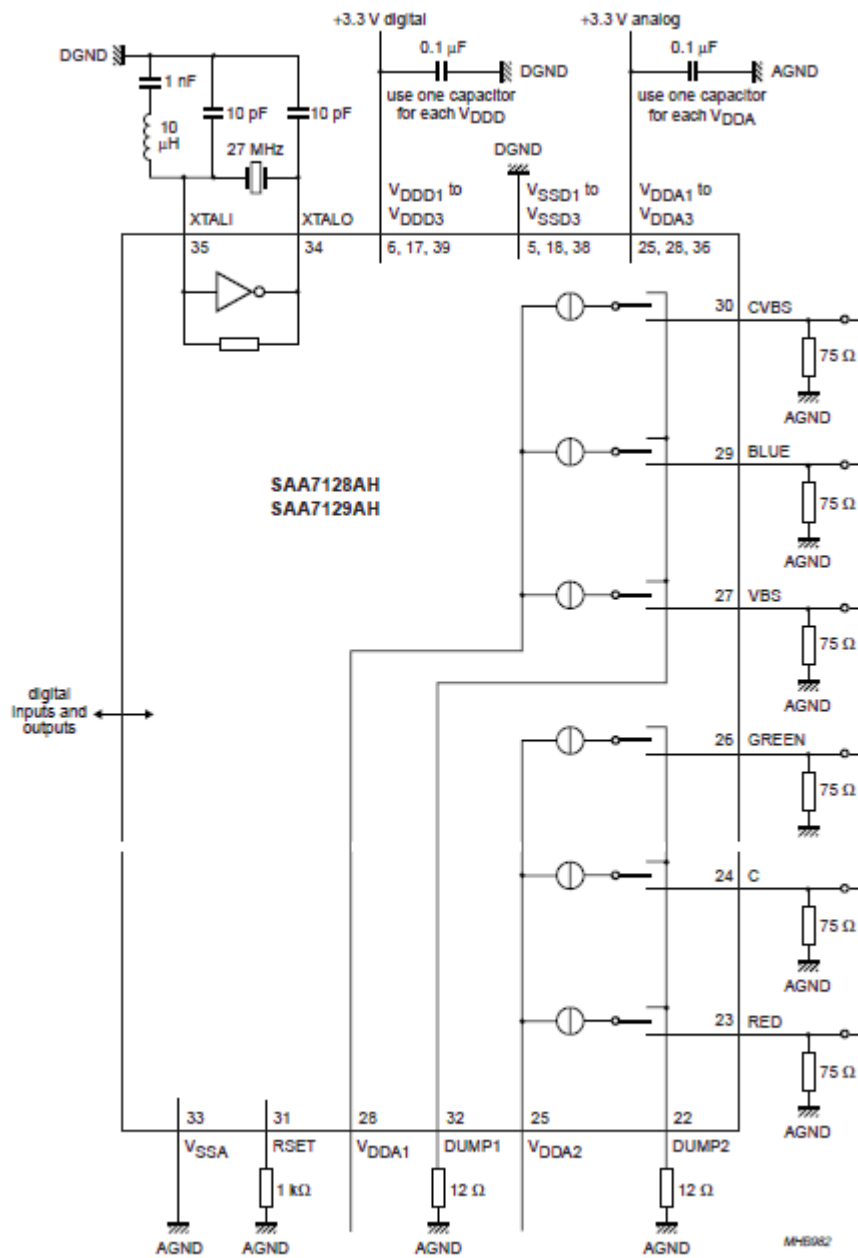 +3.3 V digital
+3.3 V analog
DGND
0.1 μF
DGND
0.1 μF
AGND
1 nF
use one capacitor
for each VDDD
use one capacitor
for each VDDA
10 pF
10 pF
10
μH
27 MHz
DGND
VDDD1 to
VDDD3
VSSD1 to
VSSD3
VDDA1 to
VDDA3
XTALI
XTALO
35
34
6, 17, 39
5, 18, 38
25, 28, 36
30
CVBS
75 Ω
AGND
SAA7128AH
SAA7129AH
29
BLUE
75 Ω
AGND
27
VBS
75 Ω
AGND
digital
inputs and
outputs
26
GREEN
75 Ω
24
C
75 Ω
AGND
23
RED
75 Ω
AGND
33
31
28
32
25
22
VSSA
RSET
VDDA1
DUMP1
VDDA2
DUMP2
1 kΩ
12 Ω
12 Ω
AGND
AGND
AGND
AGND
MHB982